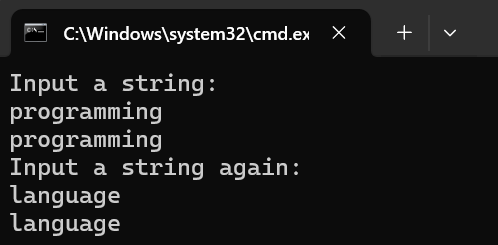 C:\Windows\system32\cmd.ex
Input a string:
programming
programming
Input a string again:
language
language